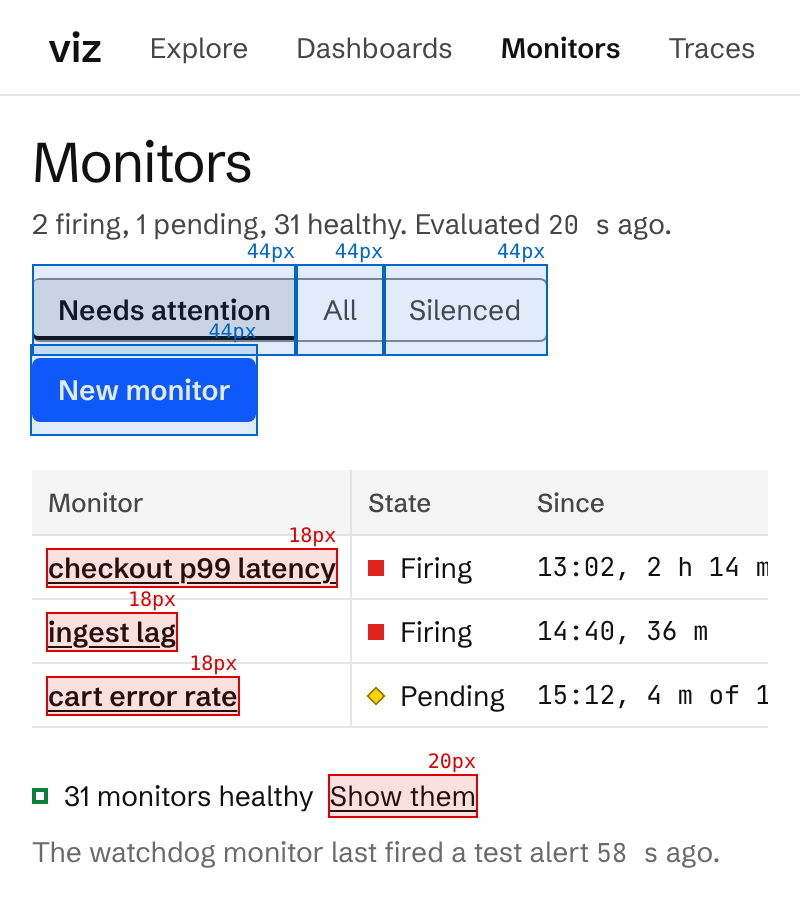 viz Explore Dashboards Monitors Traces
Monitors
2 firing, 1 pending, 31 healthy. Evaluated 20 s ago.
44px 44px 44px
Needs attention All Silenced
44px
New monitor
Monitor State Since
18px
checkout p99 latency Firing 13:02, 2 h 14 m
18px
ingest lag Firing 14:40, 36 m
18px
cart error rate Pending 15:12, 4 m of 1
20px
31 monitors healthy Show them
The watchdog monitor last fired a test alert 58 s ago.